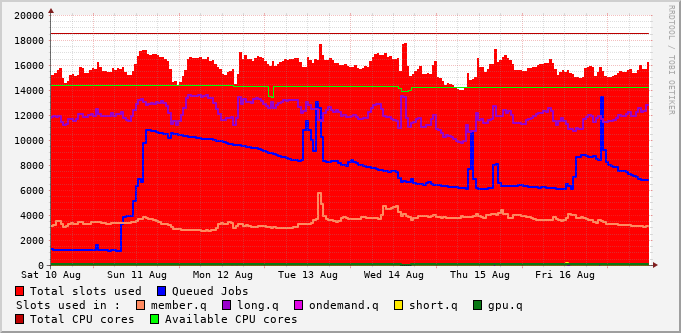 20000
18000
16000
14000
12000
10000
8000
6000
4000
2000
0
Sat 10 Aug Sun 11 Aug Mon 12 Aug Tue 13 Aug Wed 14 Aug Thu 15 Aug Fri 16 Aug
Total slots used Queued Jobs
Slots used in : member.q long.q ondemand.q short.q gpu.q
Total CPU cores Available CPU cores
RRDTOOL / TOBI OETIKER